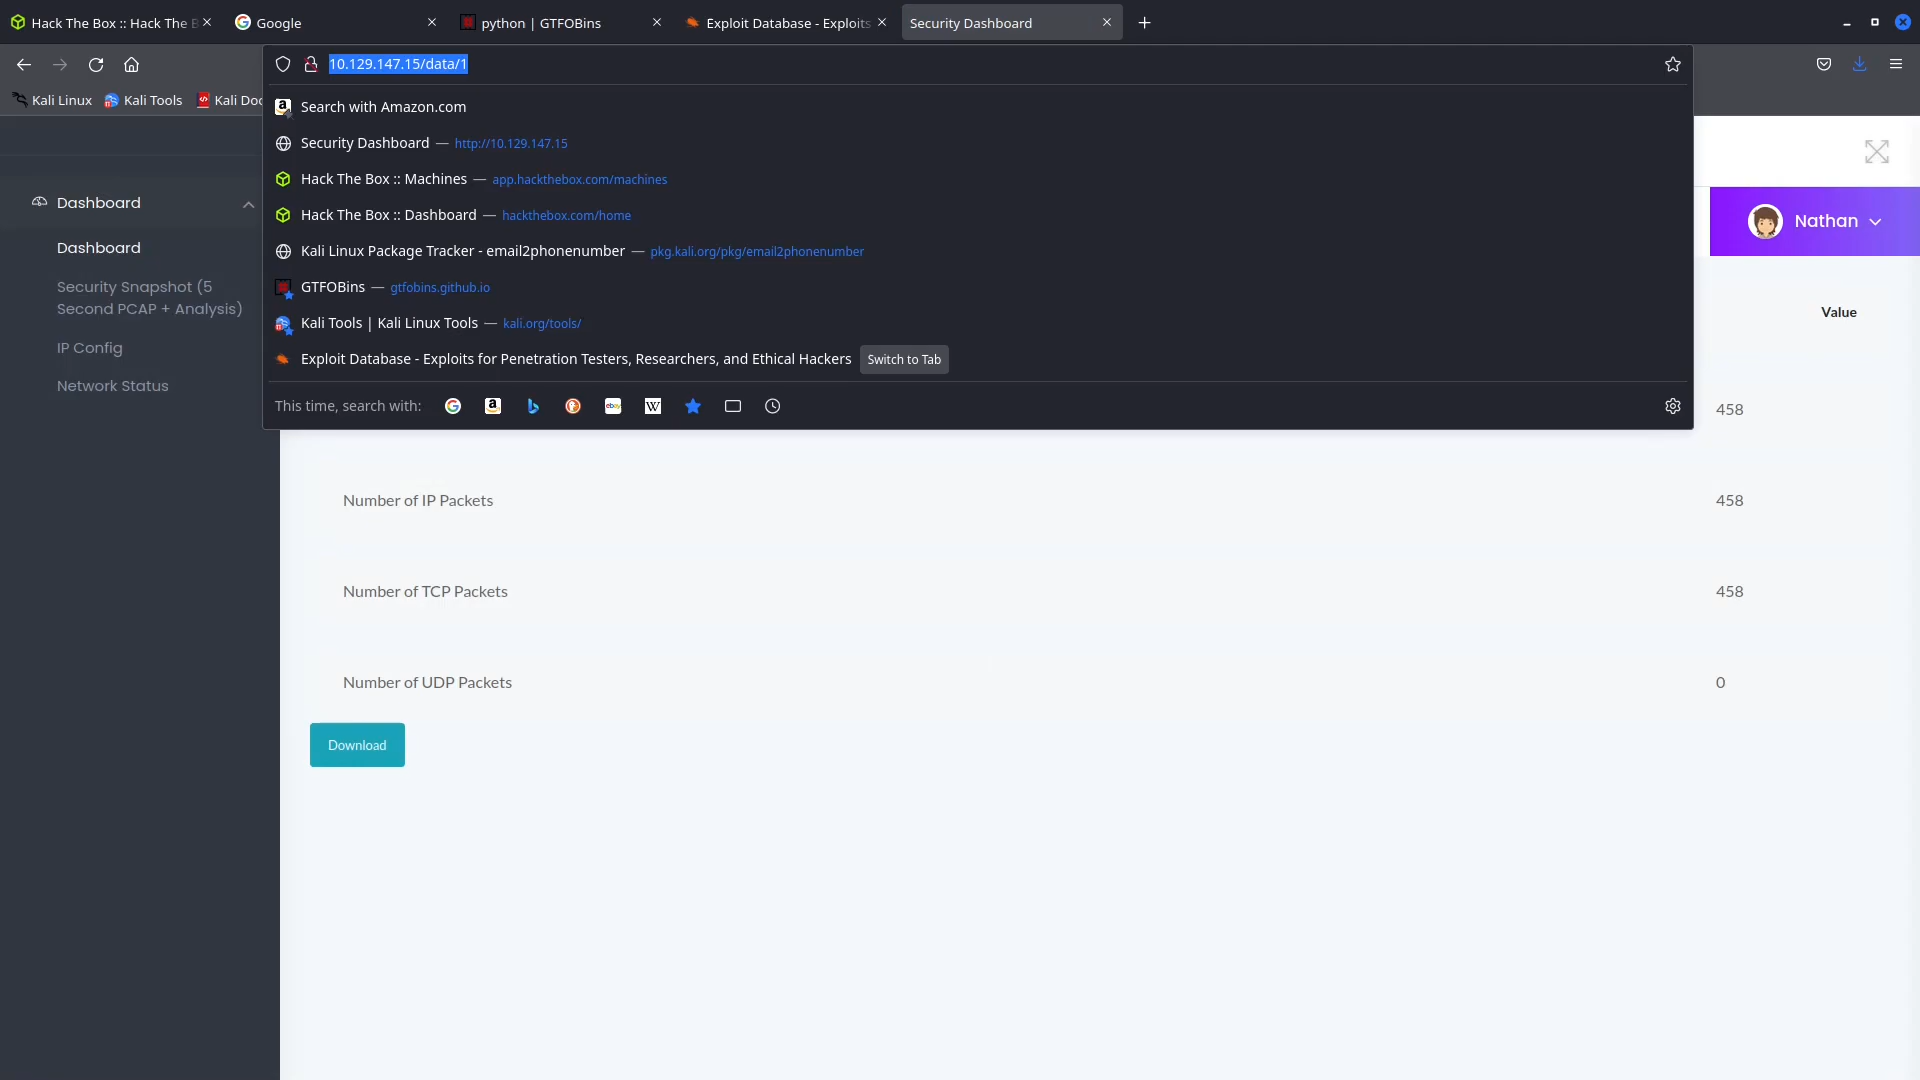 Hack The Box :: Hack The B
Google
python | GTFOBins
Exploit Database - Exploits
Security Dashboard
10.129.147.15/data/1
Kali Linux
Kali Tools
Kali Doc
Search with Amazon.com
Security Dashboard — http://10.129.147.15
Hack The Box :: Machines — app.hackthebox.com/machines
Hack The Box :: Dashboard — hackthebox.com/home
Kali Linux Package Tracker - email2phonenumber — pkg.kali.org/pkg/email2phonenumber
GTFOBins — gtfobins.github.io
Kali Tools | Kali Linux Tools — kali.org/tools/
Exploit Database - Exploits for Penetration Testers, Researchers, and Ethical Hackers Switch to Tab
This time, search with:
Dashboard
Dashboard
Security Snapshot (5
Second PCAP + Analysis)
IP Config
Network Status
Nathan
Value
458
Number of IP Packets 458
Number of TCP Packets 458
Number of UDP Packets 0
Download